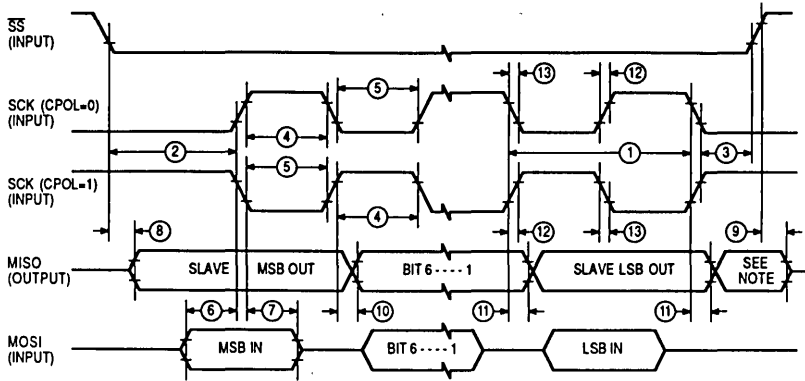 SS
(INPUT)
⑬
⑫
⑤
SCK (CPOL=0)
(INPUT)
④
②
①
③
⑤
SCK (CPOL=1)
(INPUT)
④
⑫
⑬
⑧
⑨
MISO
(OUTPUT)
SLAVE MSB OUT
BIT 6 - - - - 1
SLAVE LSB OUT
SEE
NOTE
⑥
⑦
⑩
⑪
⑪
MOSI
(INPUT)
MSB IN
BIT 6 - - - - 1
LSB IN